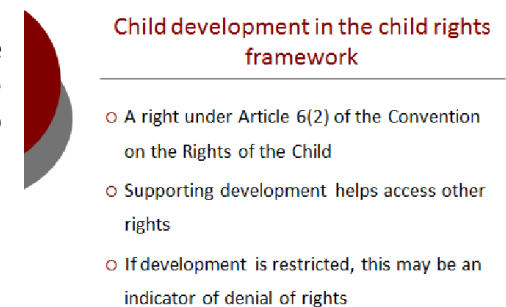 Child development in the child rights
framework
A right under Article 6(2) of the Convention
on the Rights of the Child
Supporting development helps access other
rights
If development is restricted, this may be an
indicator of denial of rights